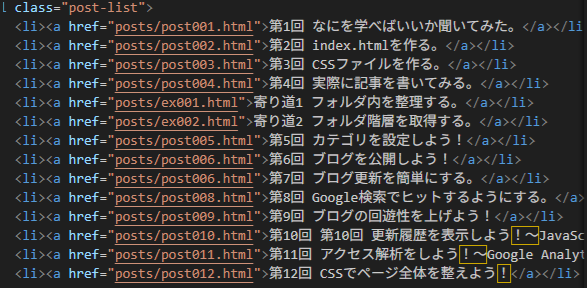 l class="post-list">
<li><a href="posts/post001.html">第1回 なにを学べばいいか聞いてみた。</a></li>
<li><a href="posts/post002.html">第2回 index.htmlを作る。</a></li>
<li><a href="posts/post003.html">第3回 CSSファイルを作る。</a></li>
<li><a href="posts/post004.html">第4回 実際に記事を書いてみる。</a></li>
<li><a href="posts/ex001.html">寄り道1 フォルダ内を整理する。</a></li>
<li><a href="posts/ex002.html">寄り道2 フォルダ階層を取得する。</a></li>
<li><a href="posts/post005.html">第5回 カテゴリを設定しよう！</a></li>
<li><a href="posts/post006.html">第6回 ブログを公開しよう！</a></li>
<li><a href="posts/post006.html">第7回 ブログ更新を簡単にする。</a></li>
<li><a href="posts/post008.html">第8回 Google検索でヒットするようにする。</a>
<li><a href="posts/post009.html">第9回 ブログの回遊性を上げよう！</a></li>
<li><a href="posts/post010.html">第10回 第10回 更新履歴を表示しよう！～JavaSc
<li><a href="posts/post011.html">第11回 アクセス解析をしよう！～Google Analyt
<li><a href="posts/post012.html">第12回 CSSでページ全体を整えよう！</a></li>